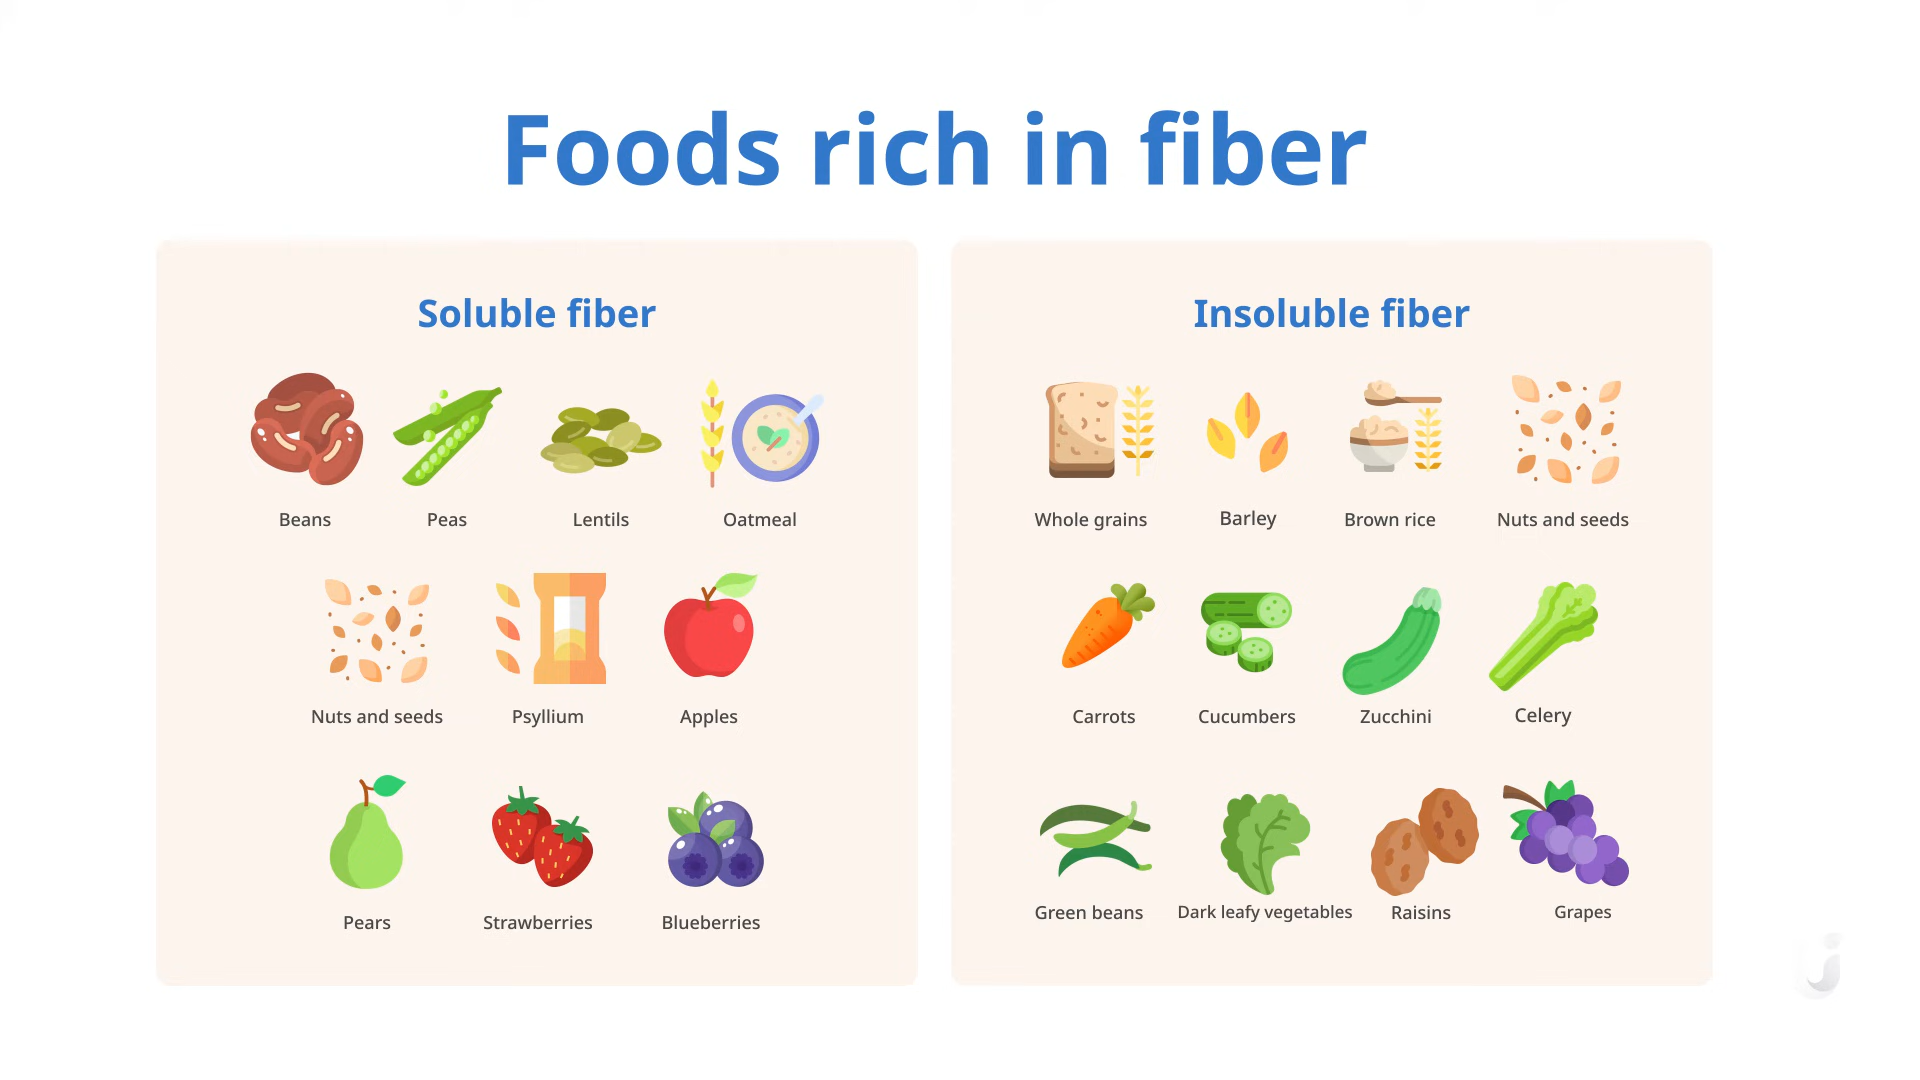 Foods rich in fiber
Soluble fiber
Beans
Peas
Lentils
Oatmeal
Nuts and seeds
Psyllium
Apples
Pears
Strawberries
Blueberries
Insoluble fiber
Whole grains
Barley
Brown rice
Nuts and seeds
Carrots
Cucumbers
Zucchini
Celery
Green beans
Dark leafy vegetables
Raisins
Grapes